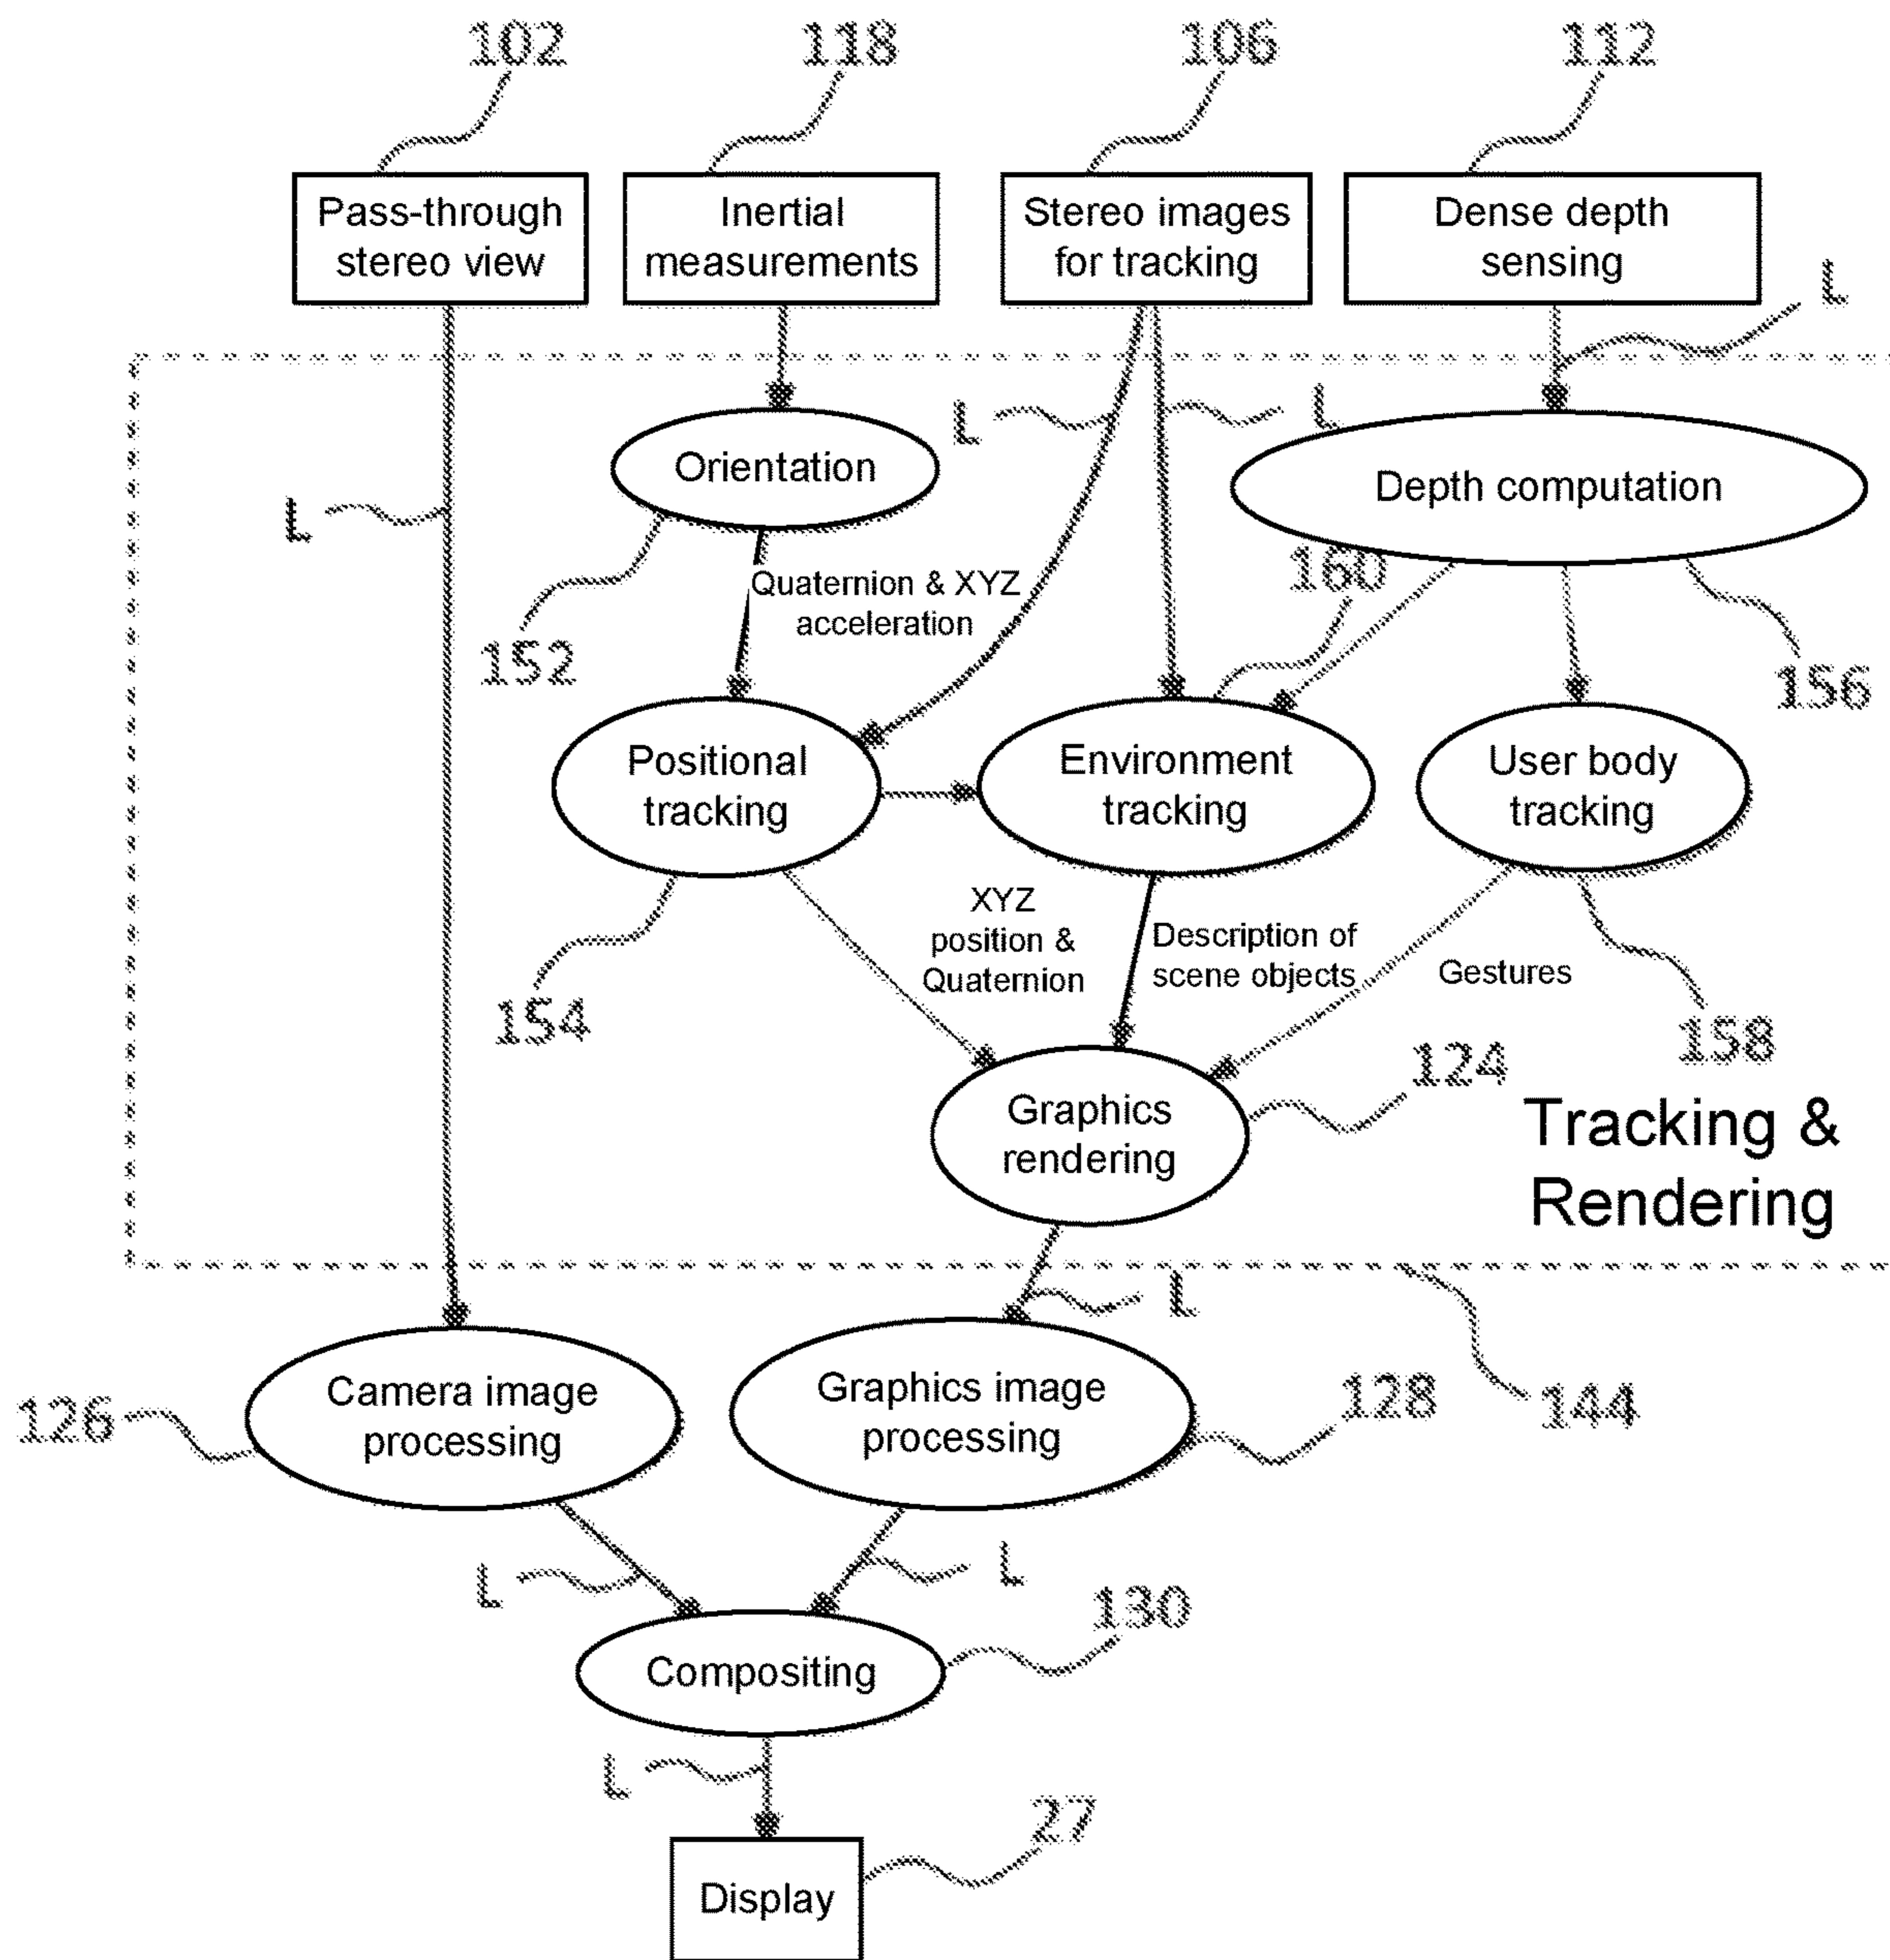 102
118
106
112
Pass-through
stereo view
Inertial
measurements
Stereo images
for tracking
Dense depth
sensing
L
L
L
Orientation
Depth computation
L
160
Quaternion & XYZ
acceleration
152
156
Positional
tracking
Environment
tracking
User body
tracking
XYZ
position &
Quaternion
Description of
scene objects
Gestures
154
158
124
Graphics
rendering
Tracking &
Rendering
L
Camera image
processing
Graphics image
processing
126
128
144
L
L
130
Compositing
L
27
Display